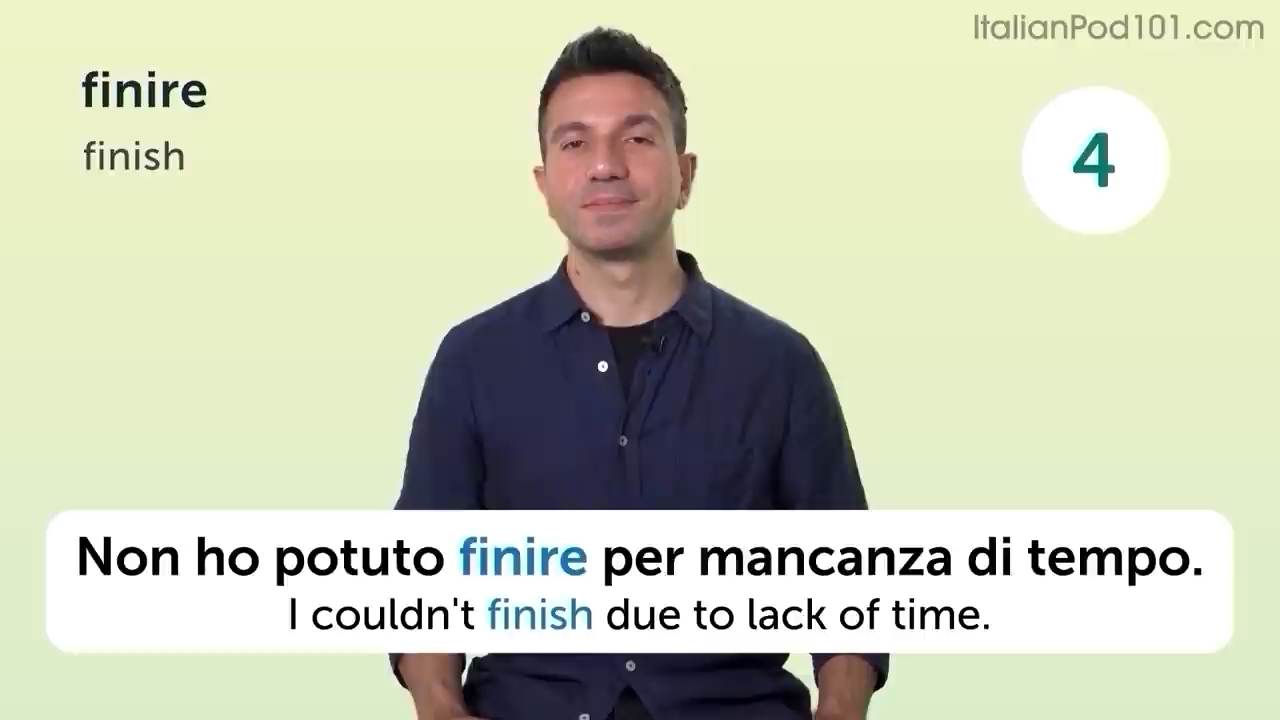 ItalianPod101.com
finire
finish
4
Non ho potuto finire per mancanza di tempo.
I couldn't finish due to lack of time.